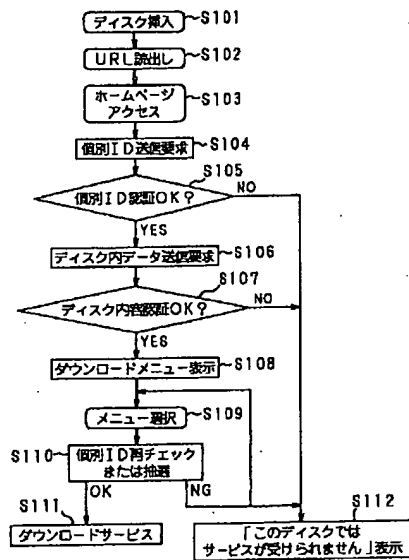 ディスク挿入 S101
URL読出し S102
ホームページ
アクセス S103
個別ID送信要求 S104
S105
個別ID認証OK? NO
YES
ディスク内データ送信要求 S106
S107
ディスク内容認証OK? NO
YES
ダウンロードメニュー表示 S108
メニュー選択 S109
S110 個別ID再チェック
または抽選
OK NG
S111
ダウンロードサービス
S112
「このディスクでは
サービスが受けられません」表示